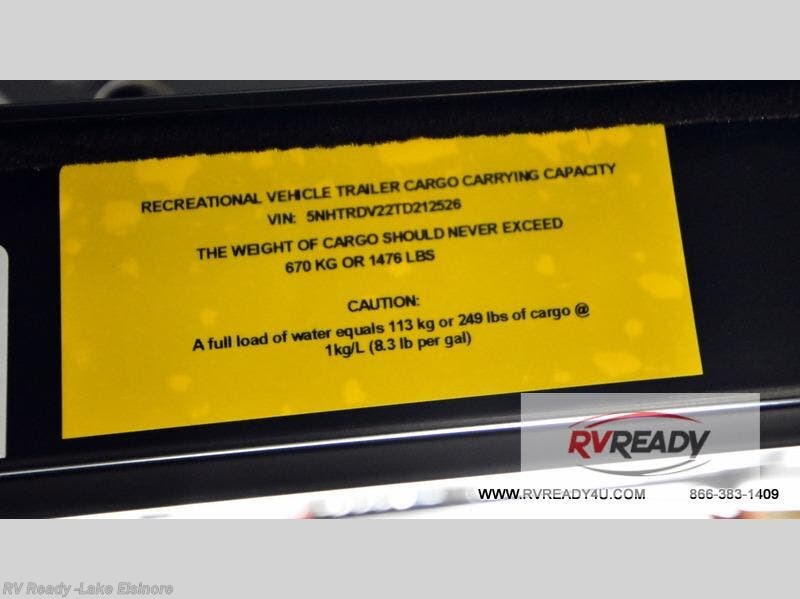 RECREATIONAL VEHICLE TRAILER CARGO CARRYING CAPACITY
VIN: 5NHTRDV22TD212526
THE WEIGHT OF CARGO SHOULD NEVER EXCEED
670 KG OR 1476 LBS
CAUTION:
A full load of water equals 113 kg or 249 lbs of cargo @
1kg/L (8.3 lb per gal)
RVREADY
WWW.RVREADY4U.COM 866-383-1409
RV Ready -Lake Elsinore